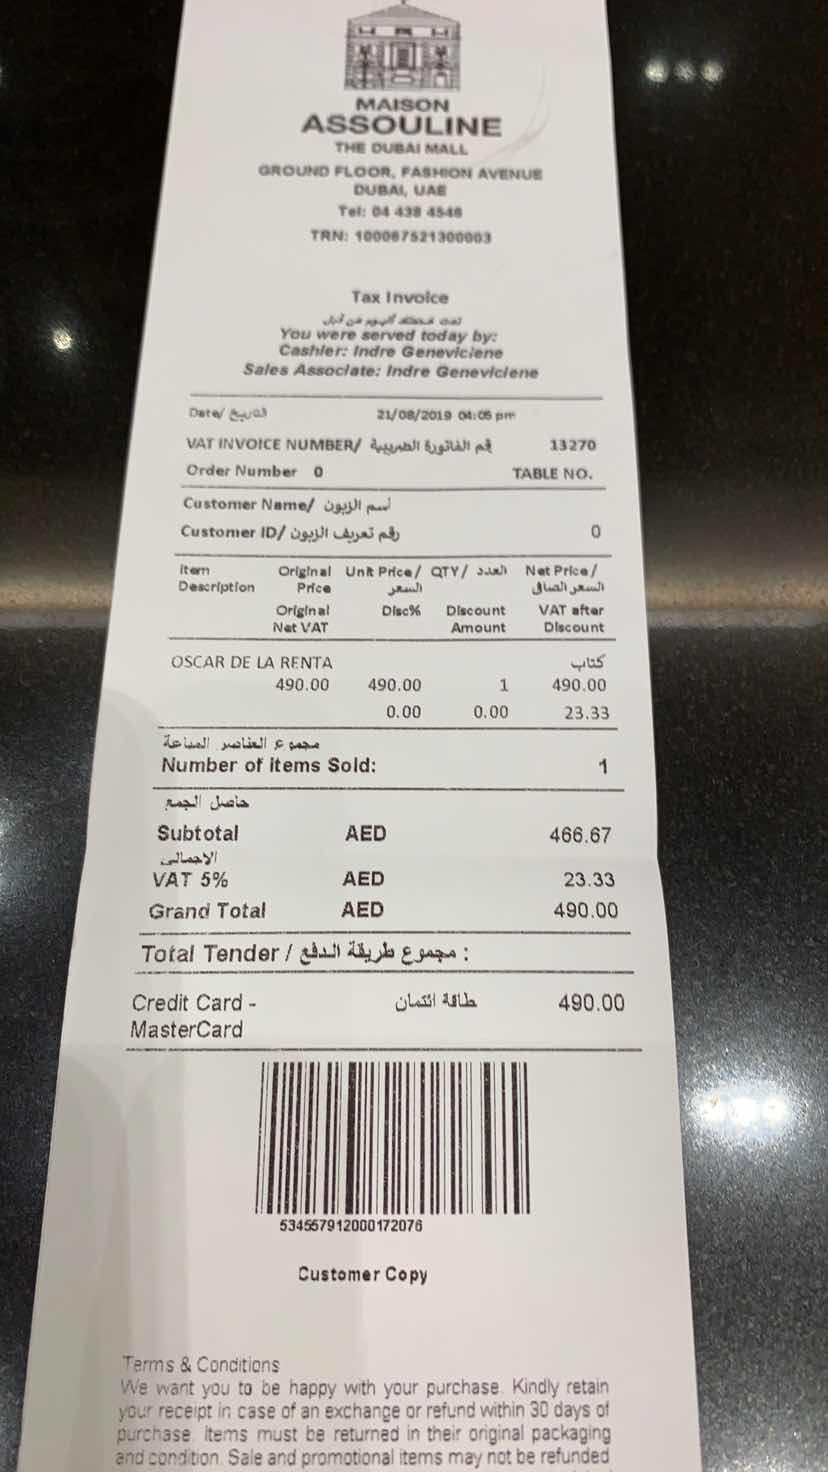 MAISON
ASSOULINE
THE DUBAI MALL
GROUND FLOOR, FASHION AVENUE
DUBAI, UAE
Tel: 04 438 4546
TRN: 100067521300003
Tax Invoice
تمت خدمتك اليوم من قبل
You were served today by:
Cashier: Indre Geneviciene
Sales Associate: Indre Geneviciene
Date/ التاريخ 21/08/2019 04:05 pm
VAT INVOICE NUMBER/ قم الفاتورة الضريبية 13270
Order Number 0 TABLE NO.
Customer Name/ أسم الزبون
Customer ID/ رقم تعريف الزبون 0
Item Original Unit Price/ QTY/ العدد Net Price/
Description Price السعر السعر الصافي
Original Disc% Discount VAT after
Net VAT Amount Discount
OSCAR DE LA RENTA كتاب
490.00 490.00 1 490.00
0.00 0.00 23.33
مجموع العناصر المباعة
Number of items Sold: 1
حاصل الجمع
Subtotal AED 466.67
الاجمالى
VAT 5% AED 23.33
Grand Total AED 490.00
Total Tender / مجموع طريقة الدفع :
Credit Card - طاقة ائتمان 490.00
MasterCard
534557912000172076
Customer Copy
Terms & Conditions
We want you to be happy with your purchase. Kindly retain
your receipt in case of an exchange or refund within 30 days of
purchase. Items must be returned in their original packaging
and condition. Sale and promotional items may not be refunded